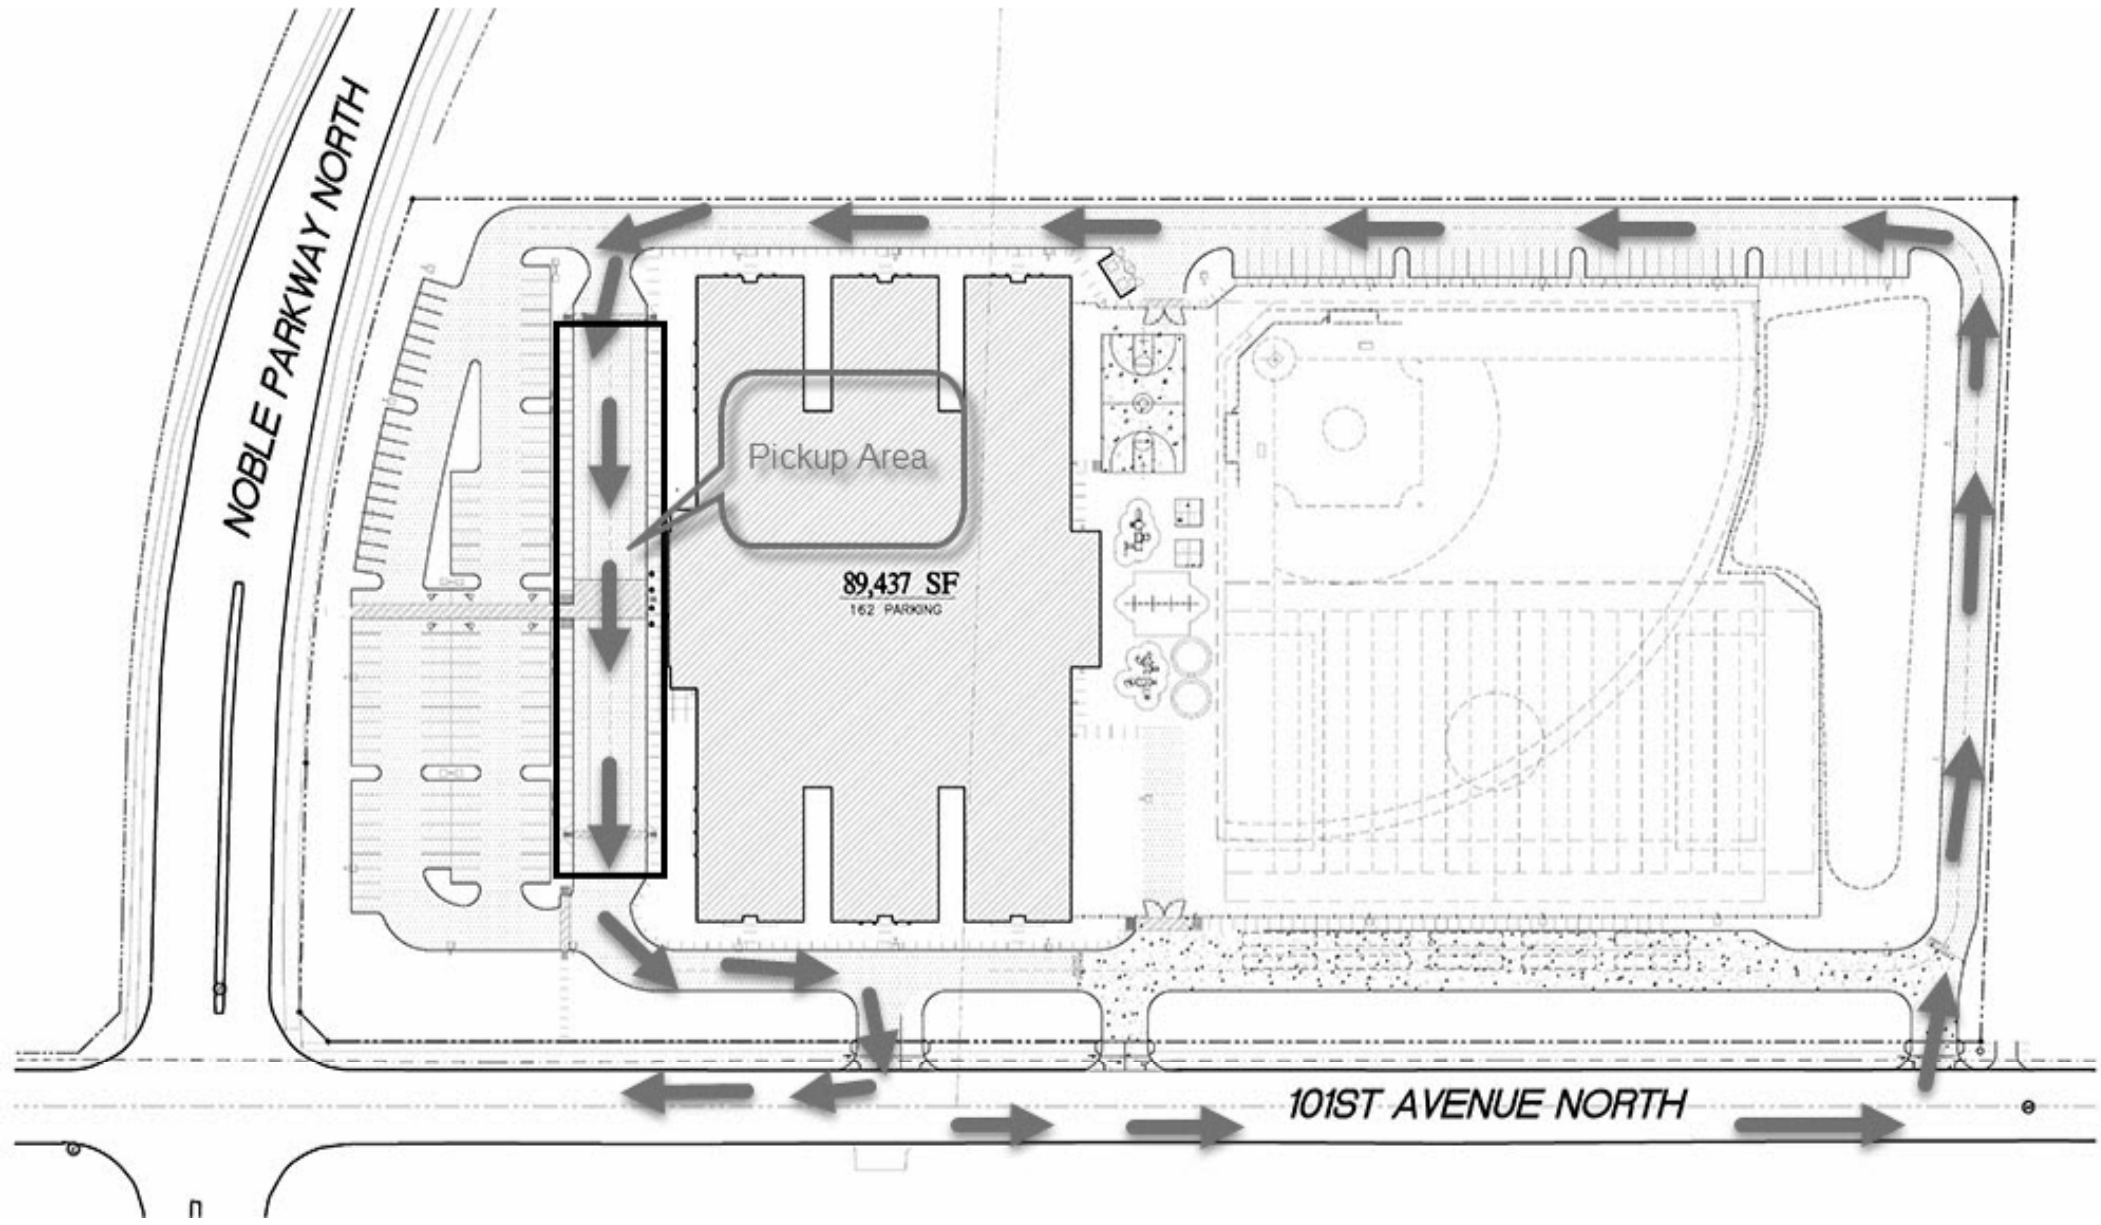 NOBLE PARKWAY NORTH
Pickup Area
89,437 SF
162 PARKING
101ST AVENUE NORTH